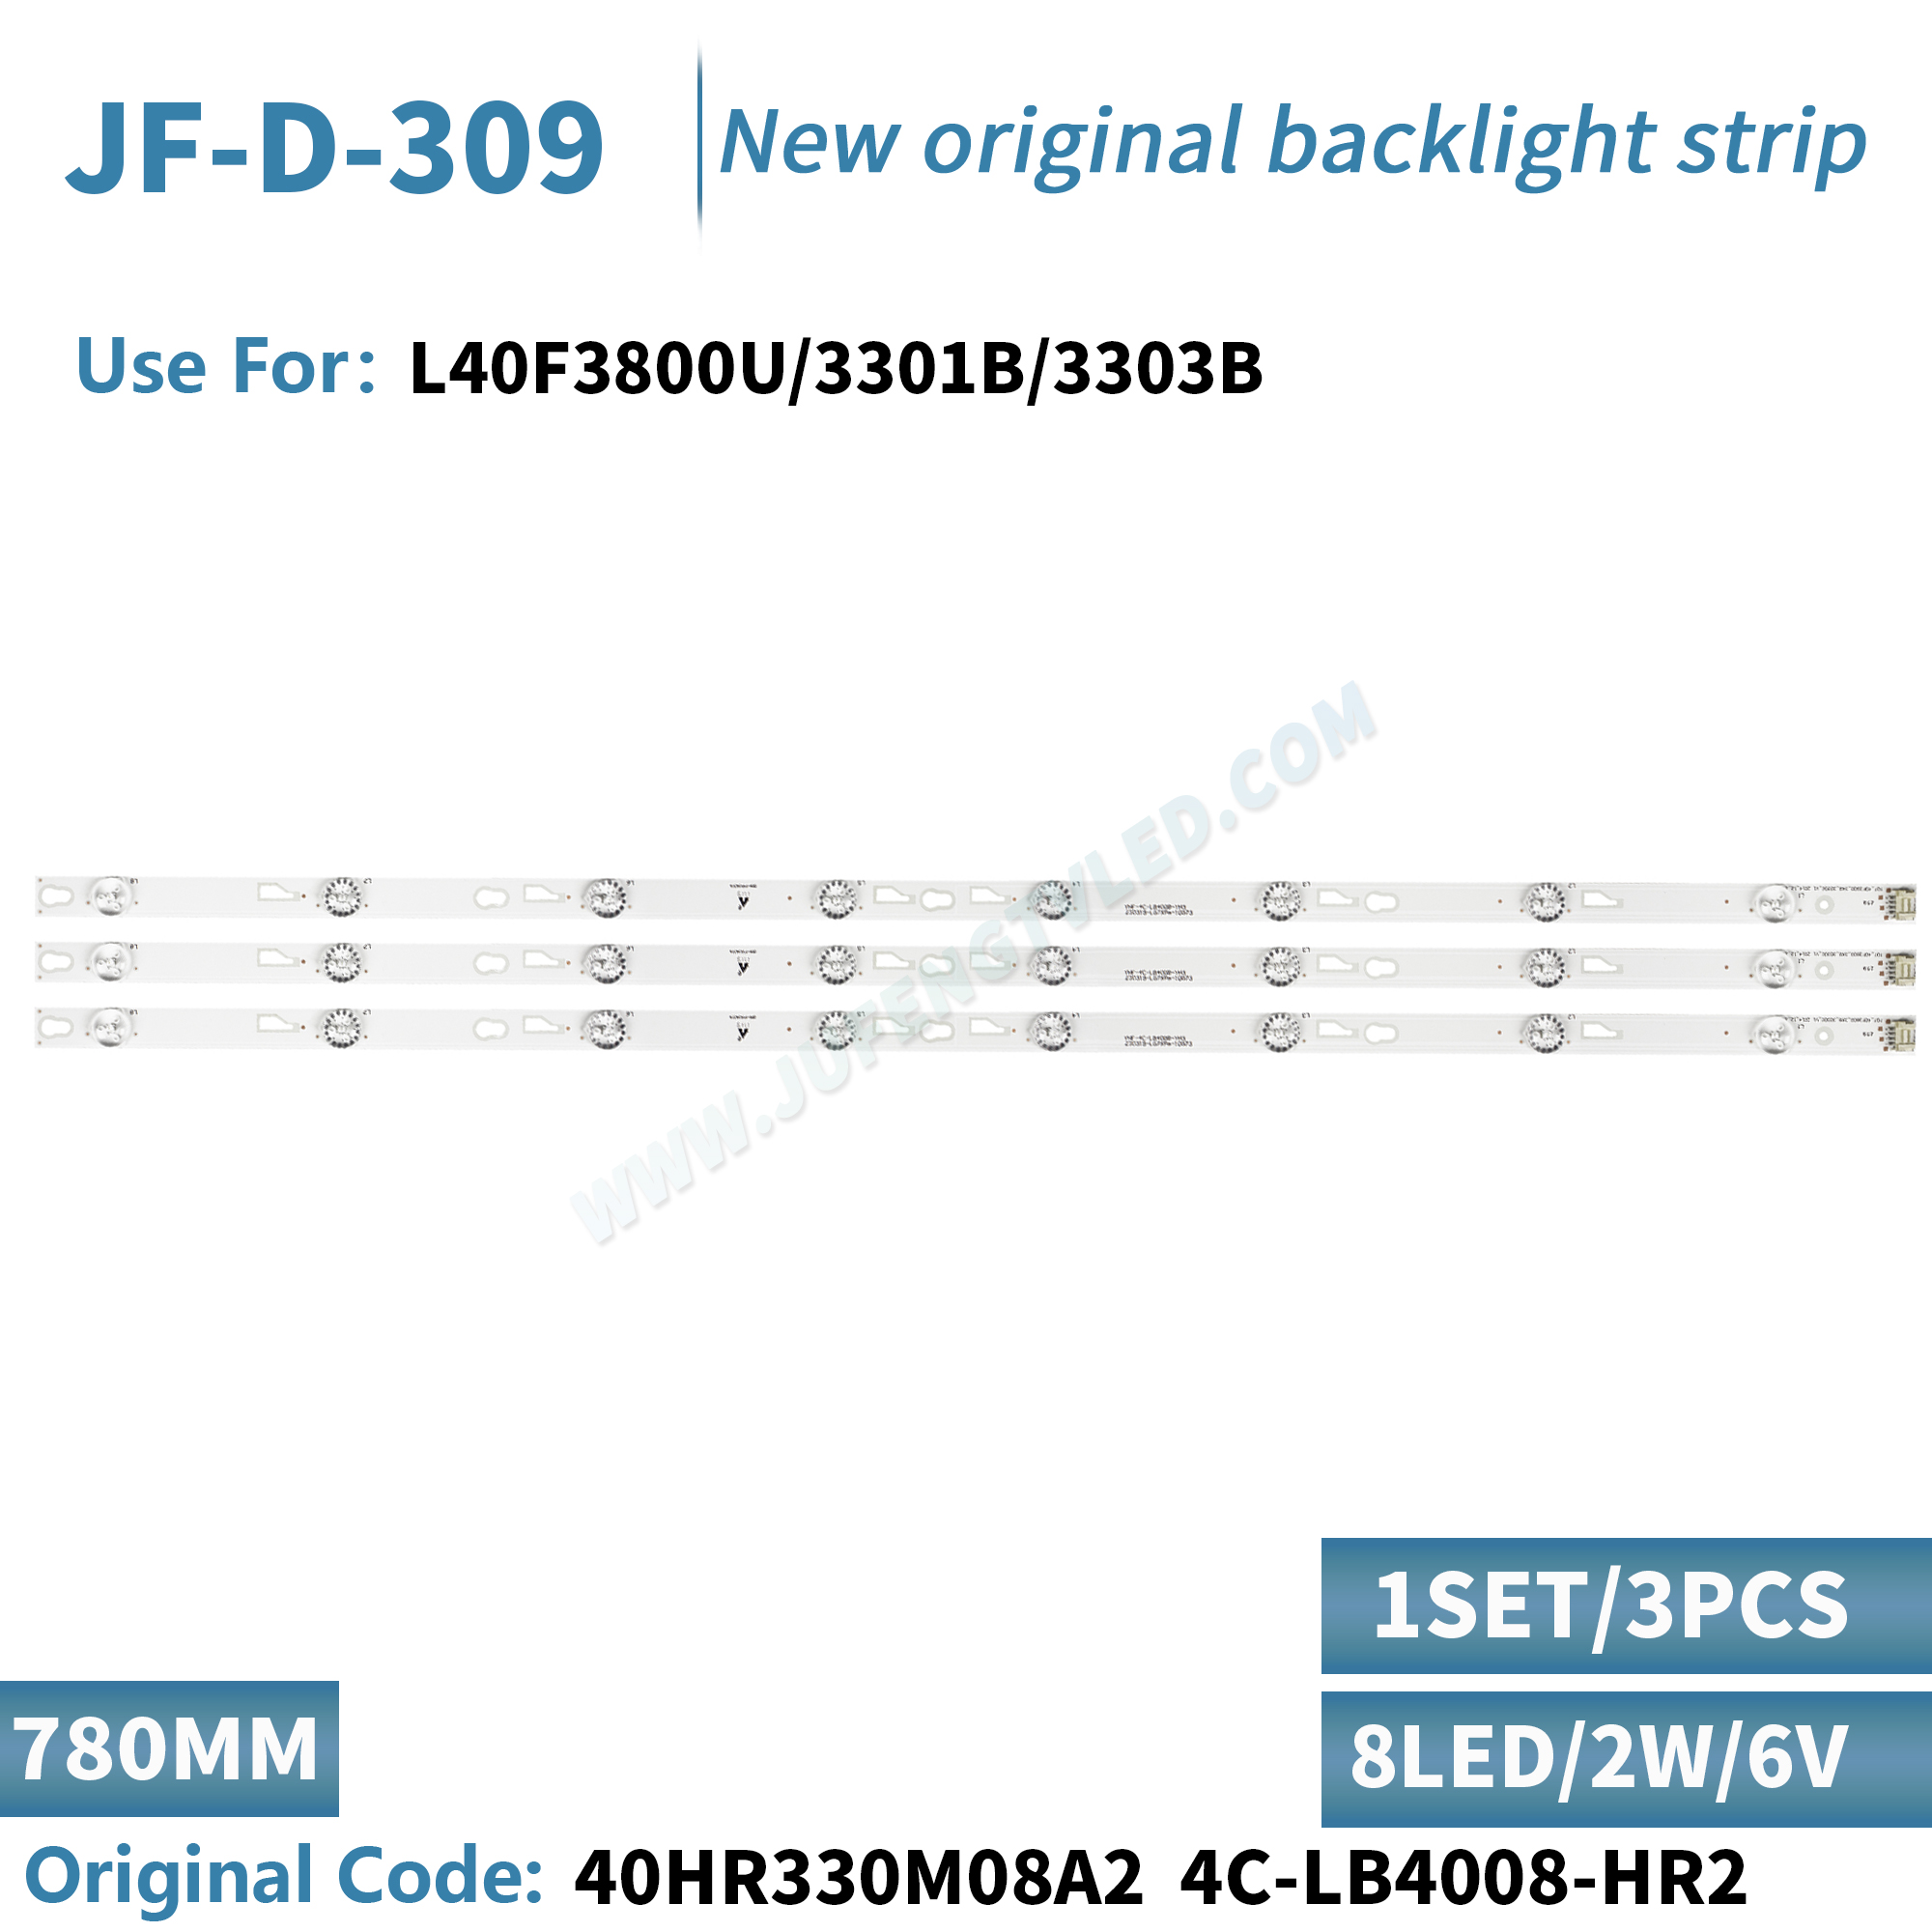 JF-D-309
New original backlight strip
Use For: L40F3800U/3301B/3303B
WWW.JUFENGTVLED.COM
1SET/3PCS
8LED/2W/6V
780MM
Original Code: 40HR330M08A2 4C-LB4008-HR2